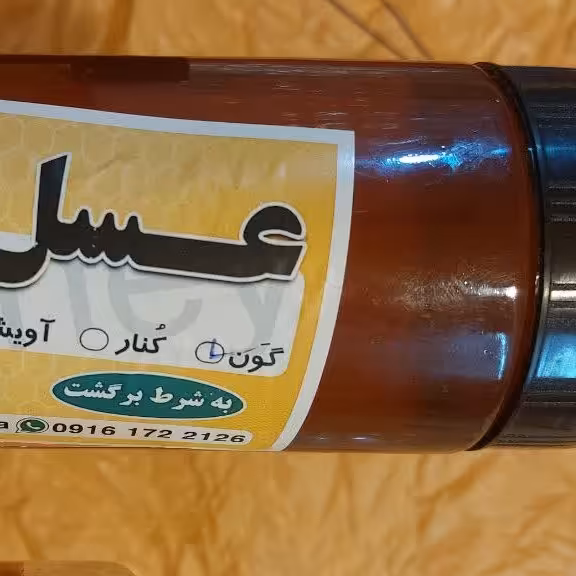 عسل
گَوَن کُنار آویش
به شرط برگشت
0916 172 2126